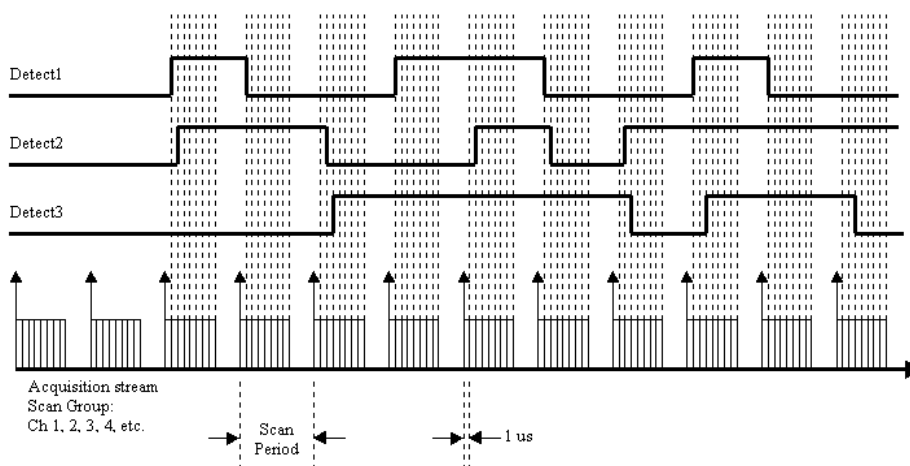 Detect1
Detect2
Detect3
Acquisition stream
Scan Group:
Ch 1, 2, 3, 4, etc.
Scan
Period
1 us